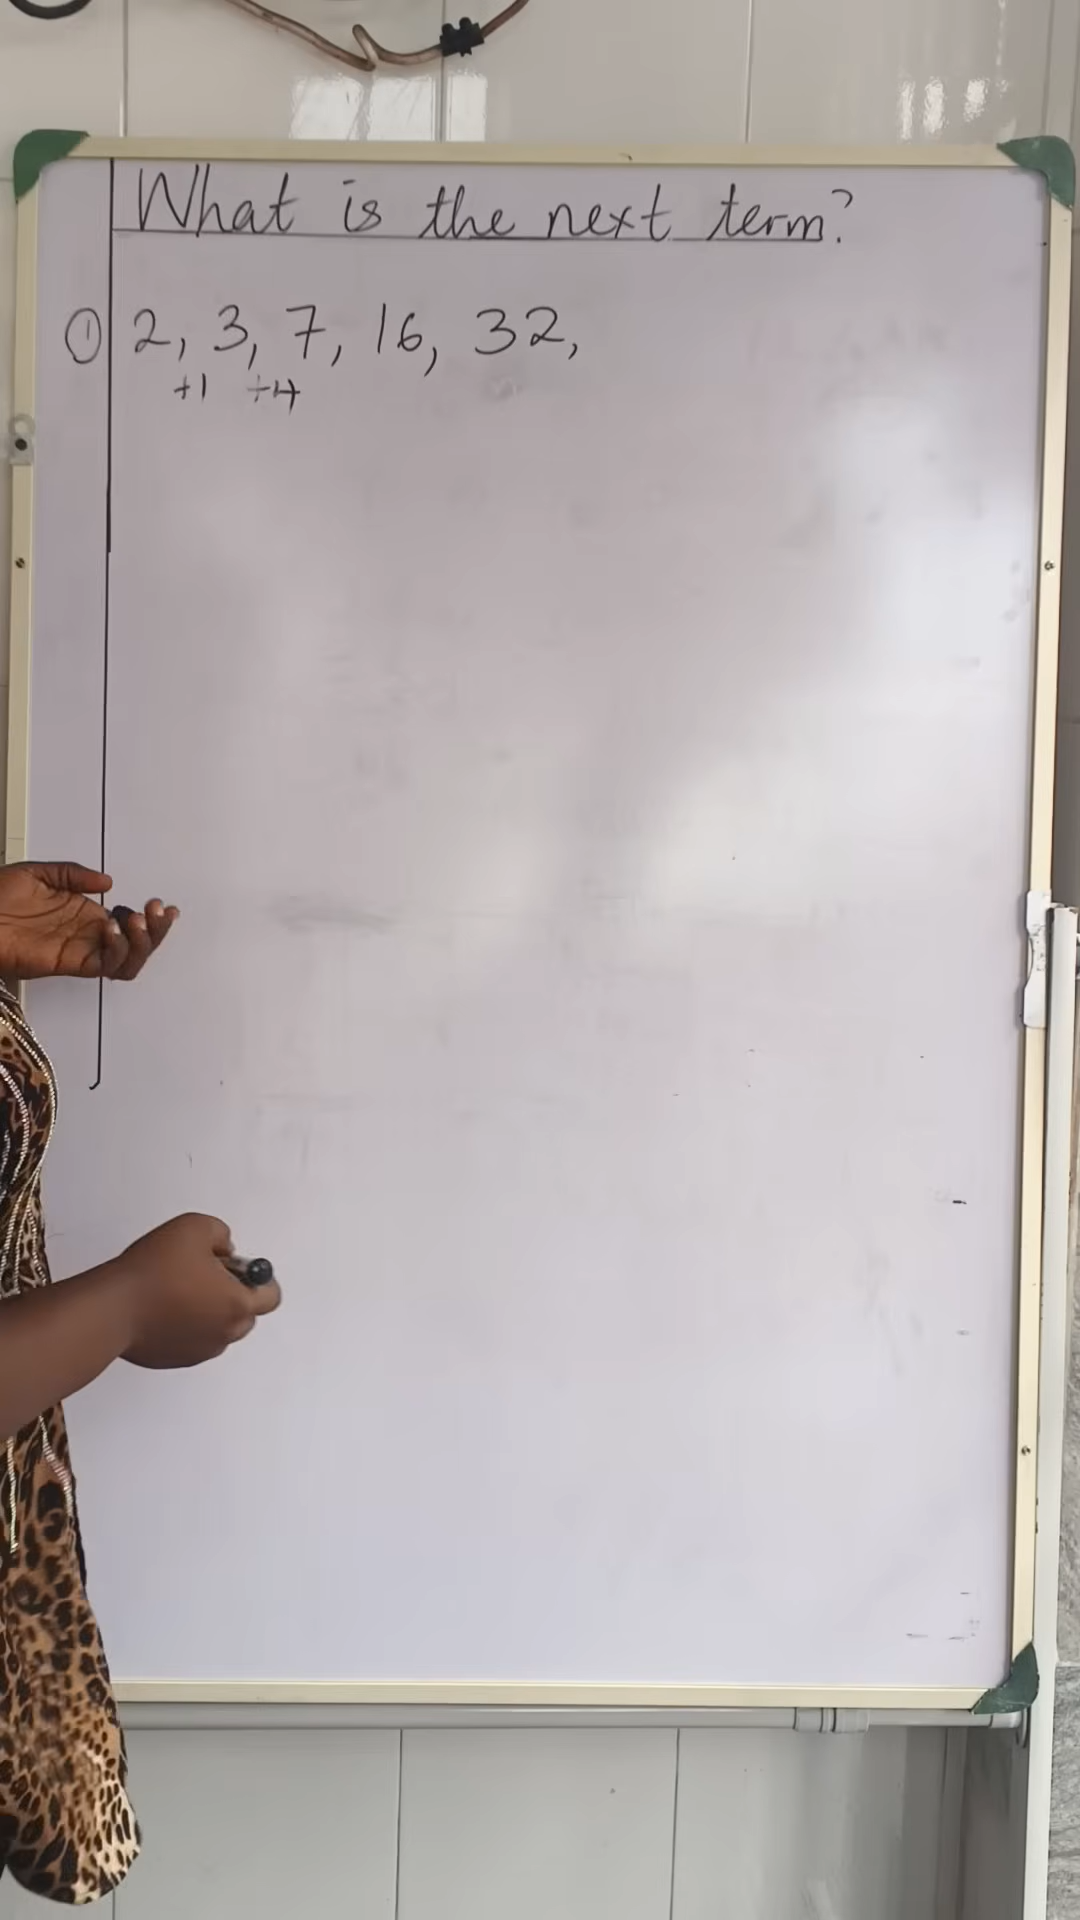 What is the next term?
① 2, 3, 7, 16, 32,
+1 +4